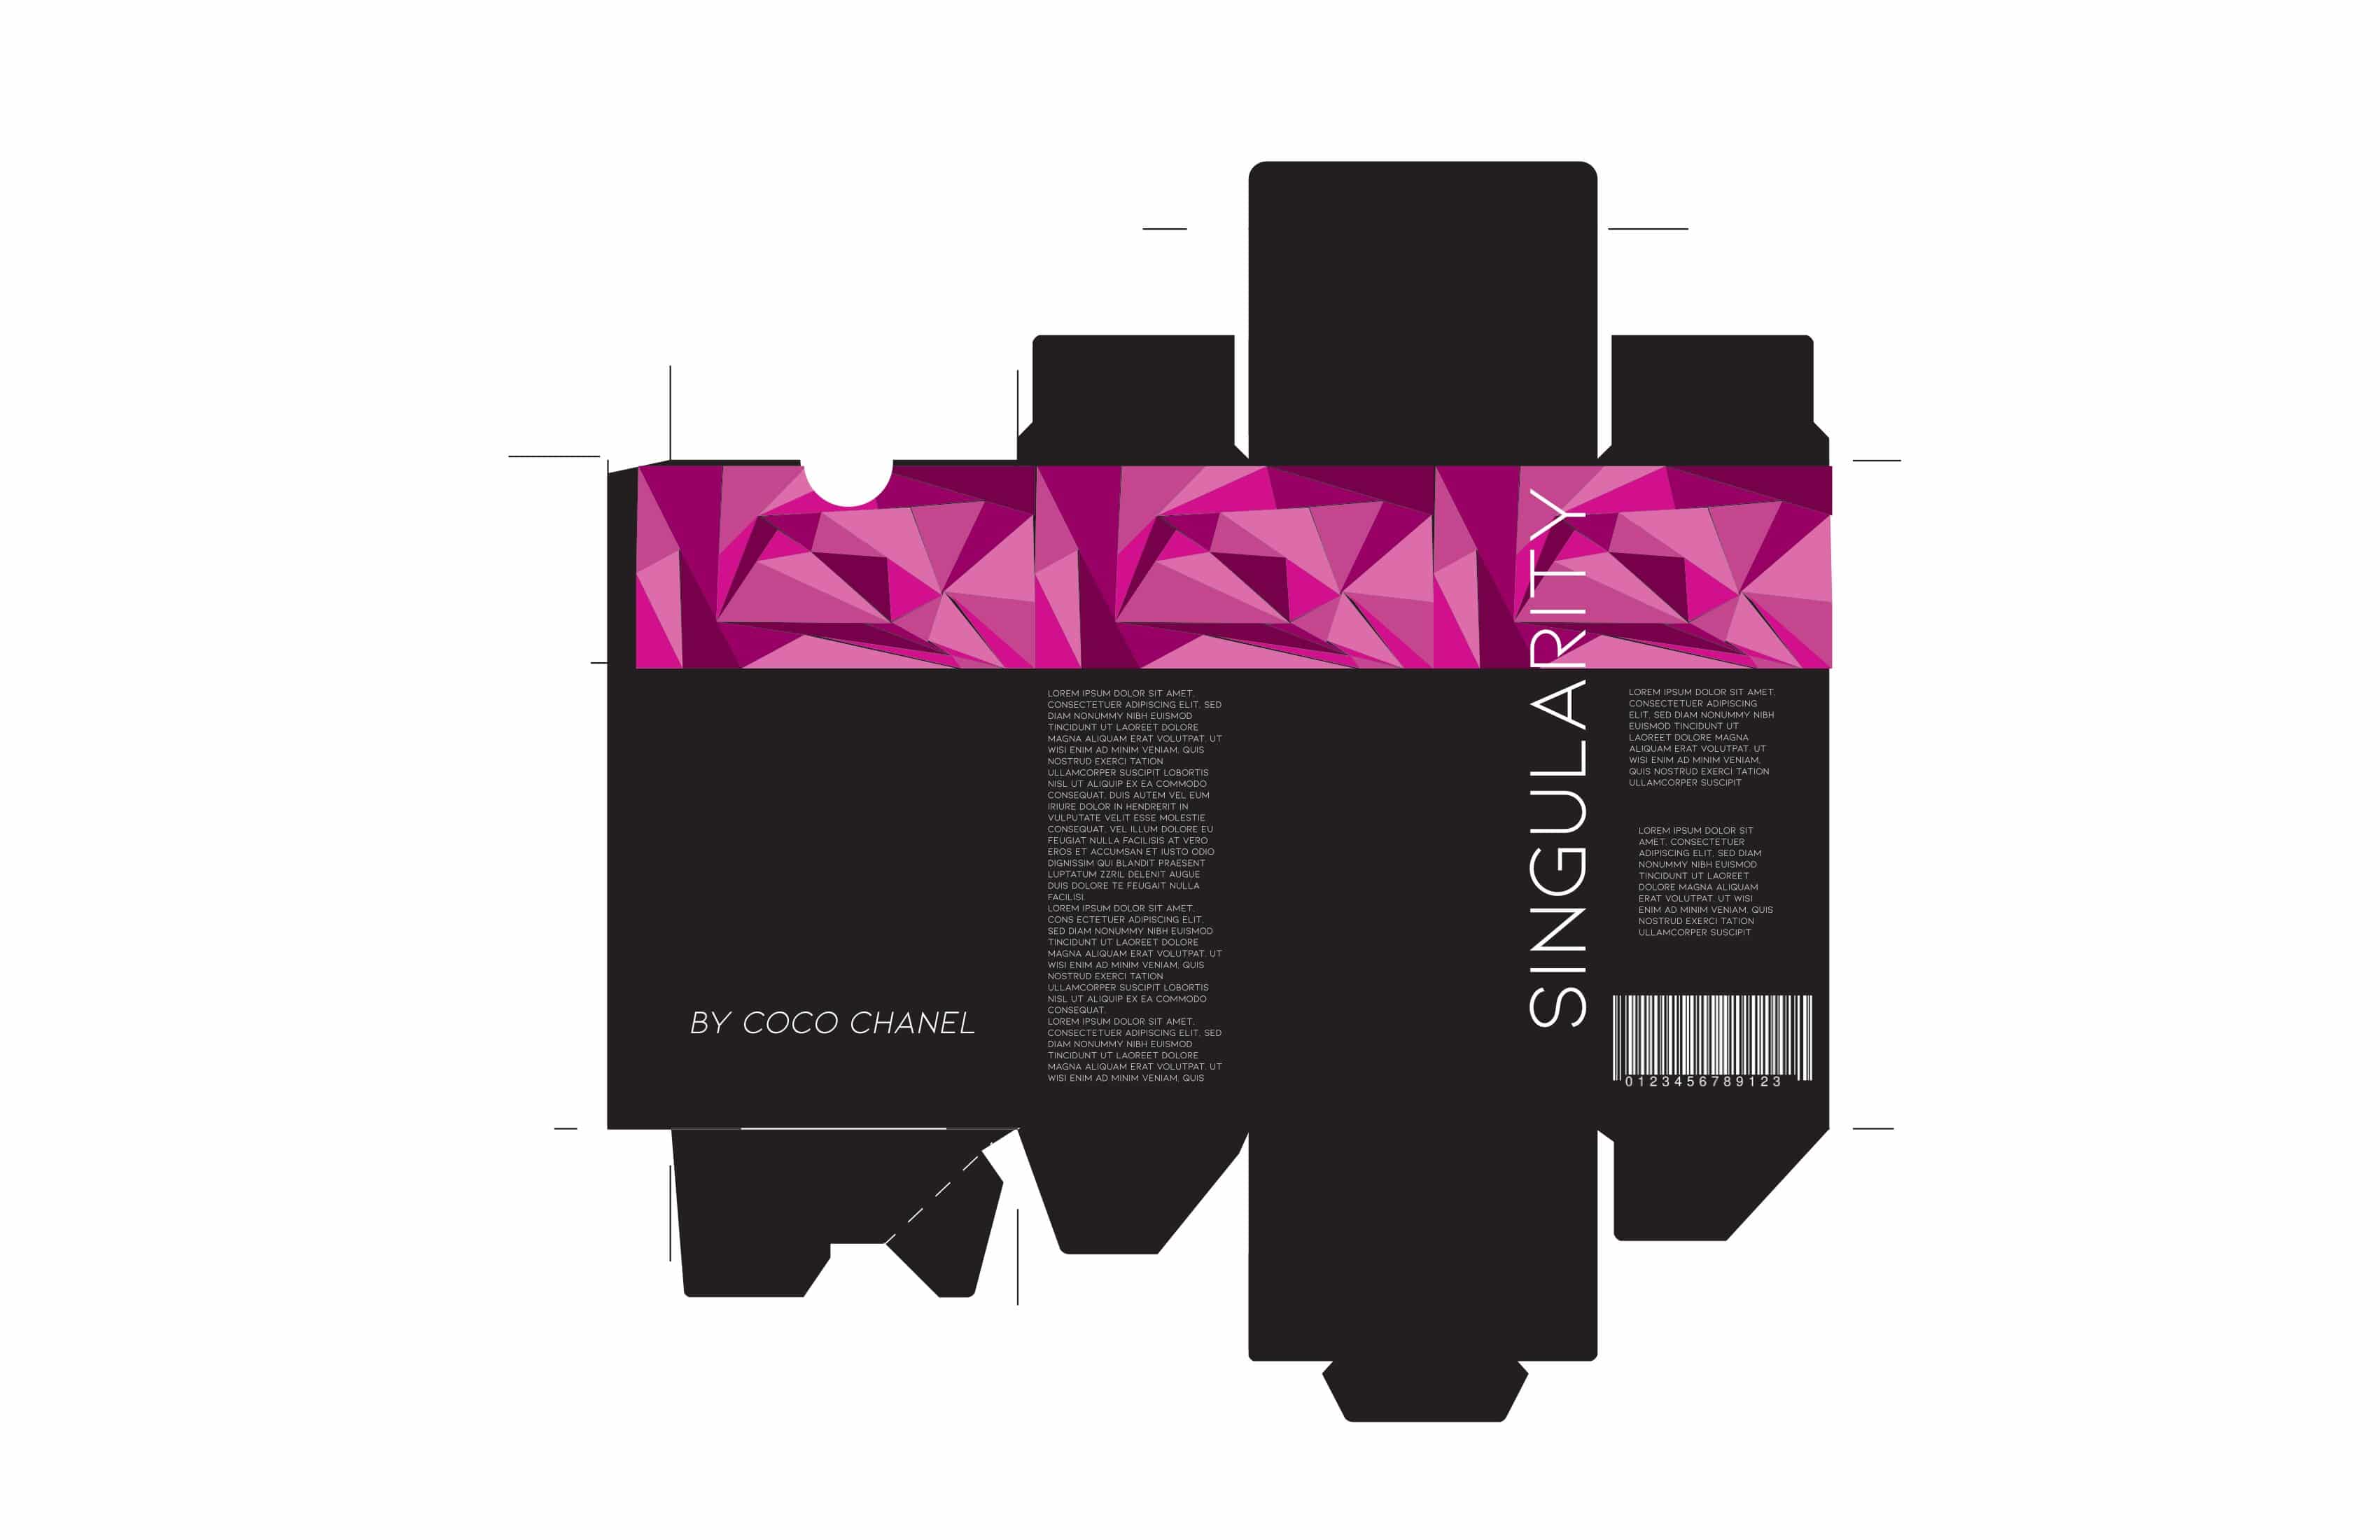 BY COCO CHANEL
LOREM IPSUM DOLOR SIT AMET,
CONSECTETUER ADIPISCING ELIT, SED
DIAM NONUMMY NIBH EUISMOD
TINCIDUNT UT LAOREET DOLORE
MAGNA ALIQUAM ERAT VOLUTPAT. UT
WISI ENIM AD MINIM VENIAM, QUIS
NOSTRUD EXERCI TATION
ULLAMCORPER SUSCIPIT LOBORTIS
NISL UT ALIQUIP EX EA COMMODO
CONSEQUAT. DUIS AUTEM VEL EUM
IRIURE DOLOR IN HENDRERIT IN
VULPUTATE VELIT ESSE MOLESTIE
CONSEQUAT, VEL ILLUM DOLORE EU
FEUGIAT NULLA FACILISIS AT VERO
EROS ET ACCUMSAN ET IUSTO ODIO
DIGNISSIM QUI BLANDIT PRAESENT
LUPTATUM ZZRIL DELENIT AUGUE
DUIS DOLORE TE FEUGAIT NULLA
FACILISI.
LOREM IPSUM DOLOR SIT AMET,
CONS ECTETUER ADIPISCING ELIT,
SED DIAM NONUMMY NIBH EUISMOD
TINCIDUNT UT LAOREET DOLORE
MAGNA ALIQUAM ERAT VOLUTPAT. UT
WISI ENIM AD MINIM VENIAM, QUIS
NOSTRUD EXERCI TATION
ULLAMCORPER SUSCIPIT LOBORTIS
NISL UT ALIQUIP EX EA COMMODO
CONSEQUAT.
LOREM IPSUM DOLOR SIT AMET,
CONSECTETUER ADIPISCING ELIT, SED
DIAM NONUMMY NIBH EUISMOD
TINCIDUNT UT LAOREET DOLORE
MAGNA ALIQUAM ERAT VOLUTPAT. UT
WISI ENIM AD MINIM VENIAM, QUIS
SINGULARITY
LOREM IPSUM DOLOR SIT AMET,
CONSECTETUER ADIPISCING
ELIT, SED DIAM NONUMMY NIBH
EUISMOD TINCIDUNT UT
LAOREET DOLORE MAGNA
ALIQUAM ERAT VOLUTPAT. UT
WISI ENIM AD MINIM VENIAM,
QUIS NOSTRUD EXERCI TATION
ULLAMCORPER SUSCIPIT
LOREM IPSUM DOLOR SIT
AMET, CONSECTETUER
ADIPISCING ELIT, SED DIAM
NONUMMY NIBH EUISMOD
TINCIDUNT UT LAOREET
DOLORE MAGNA ALIQUAM
ERAT VOLUTPAT. UT WISI
ENIM AD MINIM VENIAM, QUIS
NOSTRUD EXERCI TATION
ULLAMCORPER SUSCIPIT
0123456789123